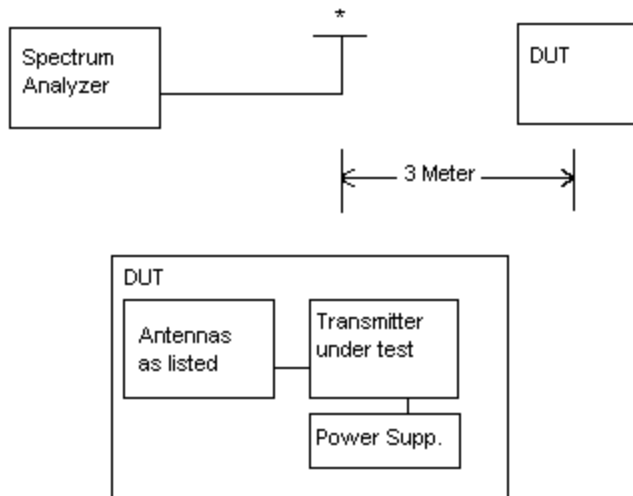 *
Spectrum
Analyzer
DUT
3 Meter
DUT
Antennas
as listed
Transmitter
under test
Power Supp.